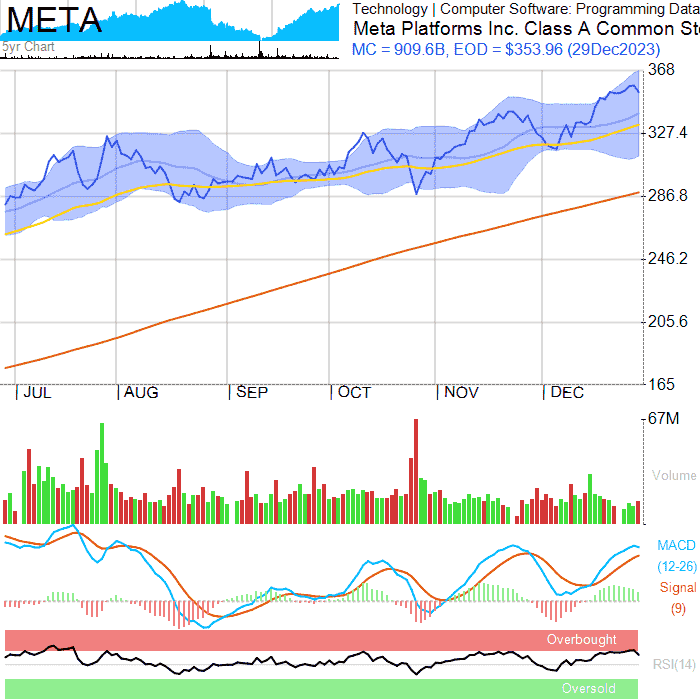 META
5yr Chart
Technology | Computer Software: Programming Data
Meta Platforms Inc. Class A Common St
MC = 909.6B, EOD = $353.96 (29Dec2023)
368
327.4
286.8
246.2
205.6
165
JUL AUG SEP OCT NOV DEC
67M
Volume
MACD
(12-26)
Signal
(9)
Overbought
RSI(14)
Oversold